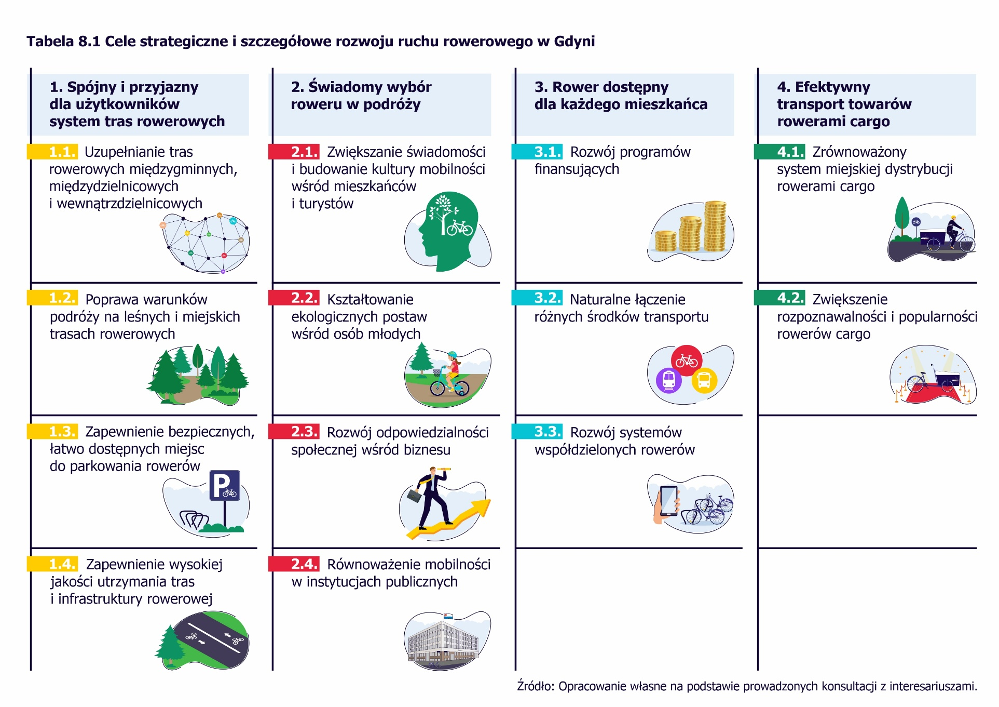 Tabela 8.1 Cele strategiczne i szczegółowe rozwoju ruchu rowerowego w Gdyni
1. Spójny i przyjazny
dla użytkowników
system tras rowerowych
1.1. Uzupełnianie tras
rowerowych międzygminnych,
międzydzielnicowych
i wewnątrzdzielnicowych
1.2. Poprawa warunków
podróży na leśnych i miejskich
trasach rowerowych
1.3. Zapewnienie bezpiecznych,
łatwo dostępnych miejsc
do parkowania rowerów
P
1.4. Zapewnienie wysokiej
jakości utrzymania tras
i infrastruktury rowerowej
2. Świadomy wybór
roweru w podróży
2.1. Zwiększanie świadomości
i budowanie kultury mobilności
wśród mieszkańców
i turystów
2.2. Kształtowanie
ekologicznych postaw
wśród osób młodych
2.3. Rozwój odpowiedzialności
społecznej wśród biznesu
2.4. Równoważenie mobilności
w instytucjach publicznych
3. Rower dostępny
dla każdego mieszkańca
3.1. Rozwój programów
finansujących
3.2. Naturalne łączenie
różnych środków transportu
3.3. Rozwój systemów
współdzielonych rowerów
4. Efektywny
transport towarów
rowerami cargo
4.1. Zrównoważony
system miejskiej dystrybucji
rowerami cargo
4.2. Zwiększenie
rozpoznawalności i popularności
rowerów cargo
Źródło: Opracowanie własne na podstawie prowadzonych konsultacji z interesariuszami.